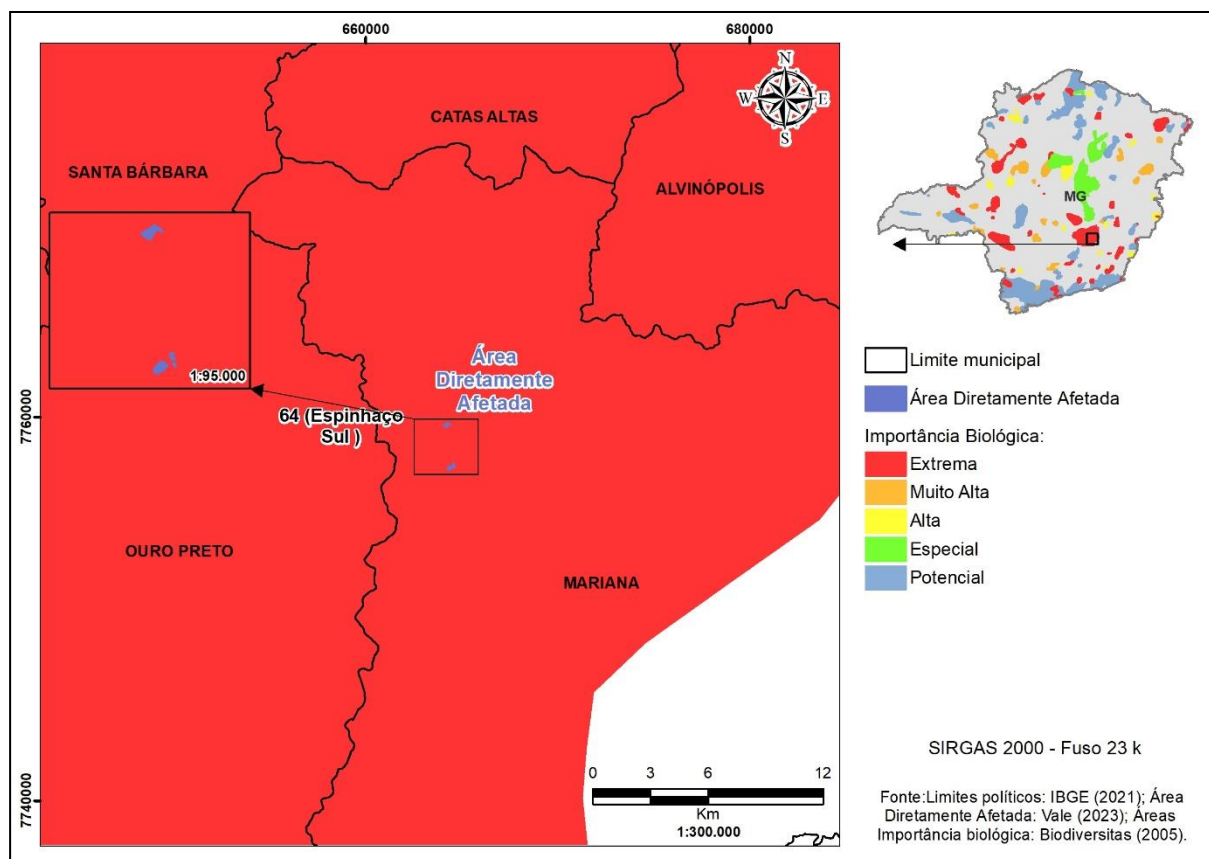 660000
680000
N
W E
S
CATAS ALTAS
SANTA BÁRBARA
ALVINÓPOLIS
1:95.000
Área
Diretamente
Afetada
64 (Espinhaço
Sul )
7760000
OURO PRETO
MARIANA
7740000
0 3 6 12
Km
1:300.000
MG
Limite municipal
Área Diretamente Afetada
Importância Biológica:
Extrema
Muito Alta
Alta
Especial
Potencial
SIRGAS 2000 - Fuso 23 k
Fonte:Limites políticos: IBGE (2021); Área
Diretamente Afetada: Vale (2023); Áreas
Importância biológica: Biodiversitas (2005).